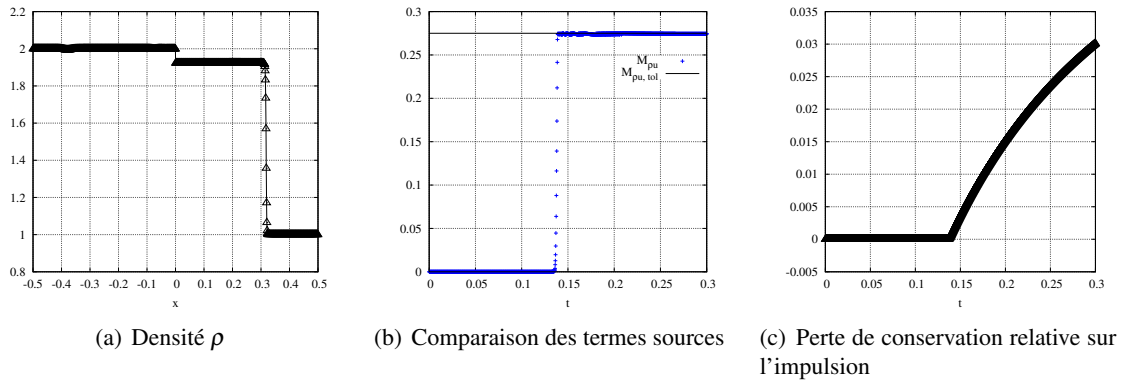 2.2
2
1.8
1.6
1.4
1.2
1
0.8
-0.5 -0.4 -0.3 -0.2 -0.1 0 0.1 0.2 0.3 0.4 0.5
x
(a) Densité ρ
0.3
0.25
0.2
0.15
0.1
0.05
0
0 0.05 0.1 0.15 0.2 0.25 0.3
t
Mρu
Mρu, tol
(b) Comparaison des termes sources
0.035
0.03
0.025
0.02
0.015
0.01
0.005
0
-0.005
0 0.05 0.1 0.15 0.2 0.25 0.3
t
(c) Perte de conservation relative sur
l'impulsion